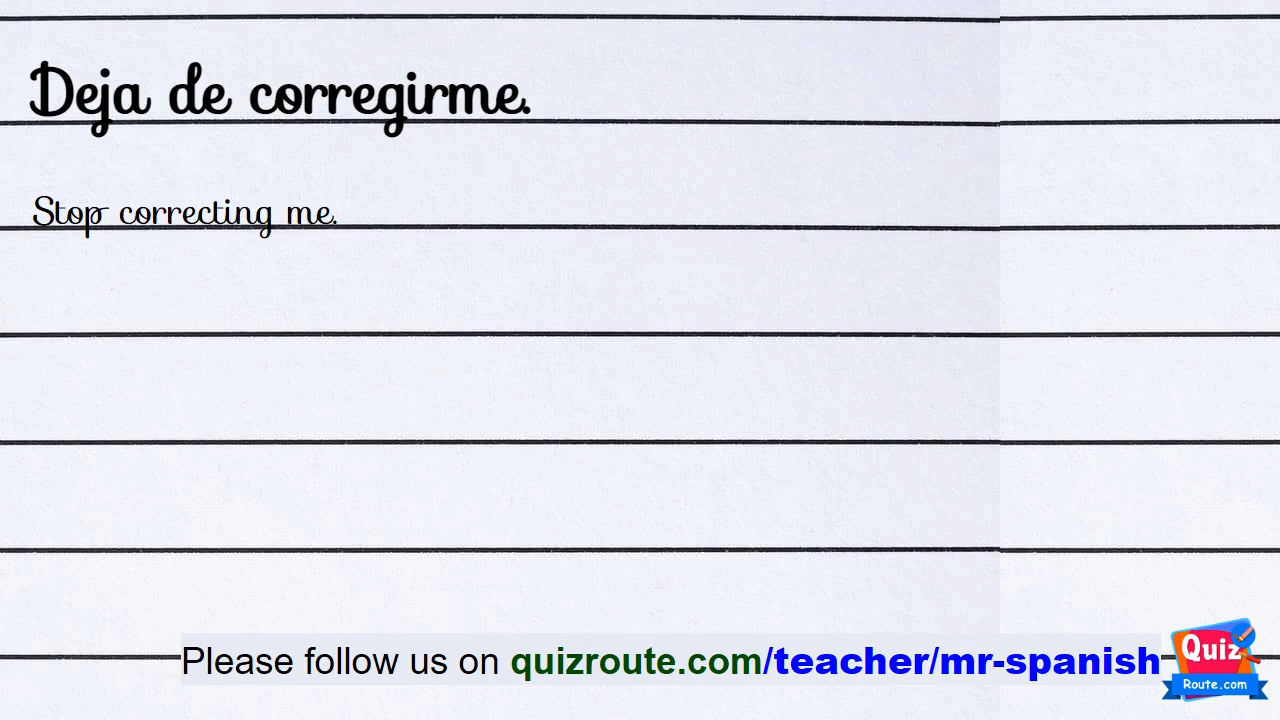 Deja de corregirme.
Stop correcting me.
Please follow us on quizroute.com/teacher/mr-spanish
Quiz
Route.com